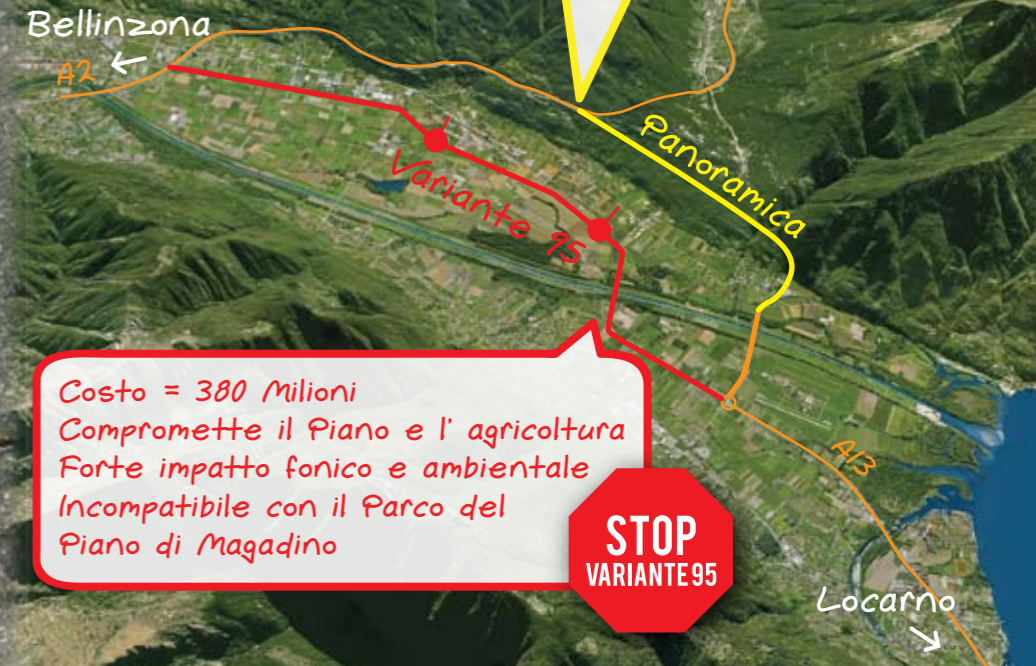 Bellinzona
A2
Panoramica
Variante 95
Costo = 380 Milioni
Compromette il Piano e l' agricoltura
Forte impatto fonico e ambientale
Incompatibile con il Parco del
Piano di Magadino
STOP
VARIANTE 95
A13
Locarno